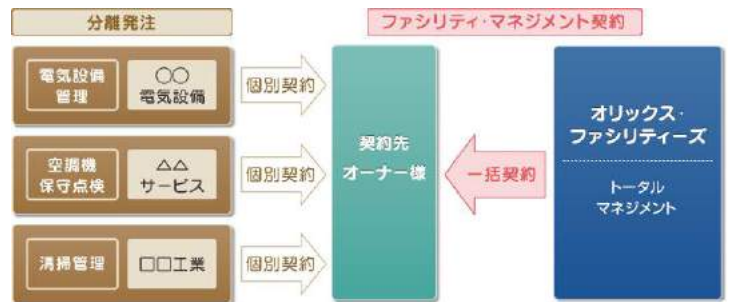 分離発注
ファシリティ・マネジメント契約
電気設備
管理
○○
電気設備
個別契約
空調機
保守点検
△△
サービス
個別契約
清掃管理
□□工業
個別契約
契約先
オーナー様
一括契約
オリックス・
ファシリティーズ
トータル
マネジメント